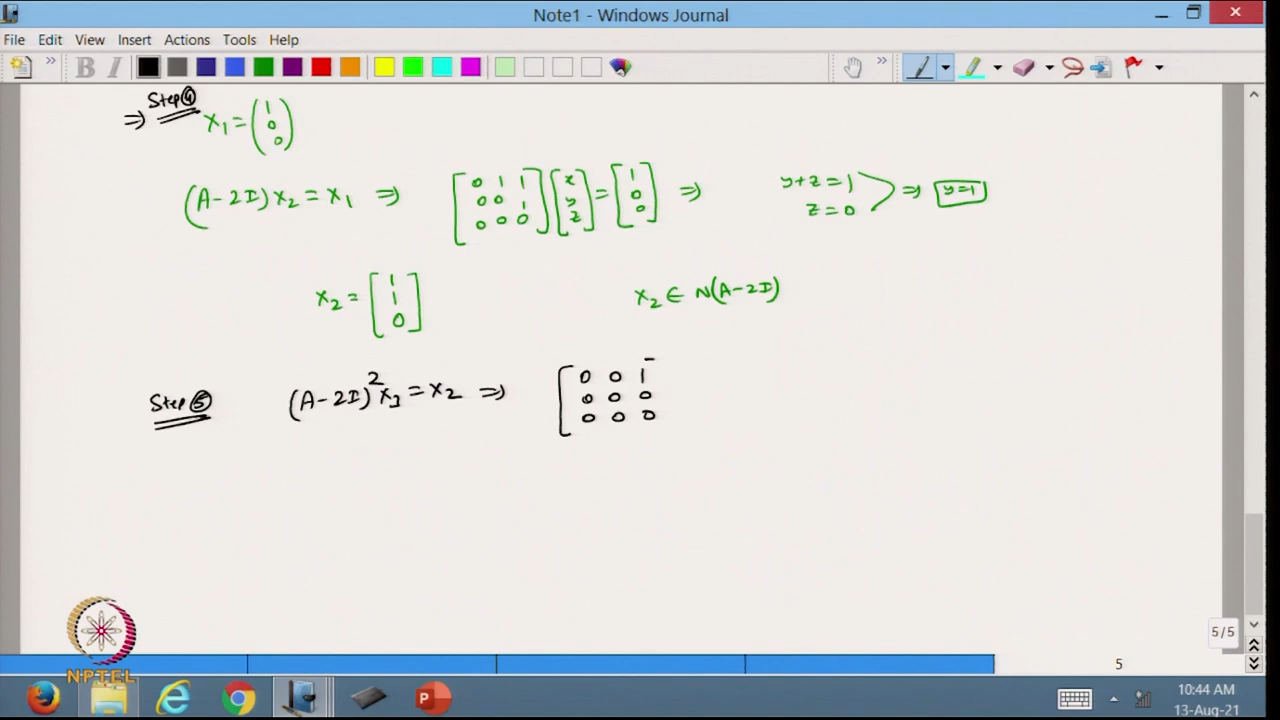 Note1 - Windows Journal
File Edit View Insert Actions Tools Help
⇒ Step ④ x₁ = (1 0 0)
(A-2I)x₂ = x₁ ⇒ [0 1 1; 0 0 1; 0 0 0] [x; y; z] = [1; 0; 0] ⇒ y+z=1 z=0 ⇒ y=1
x₂ = [1; 1; 0] x₂ ∈ N(A-2I)
Step ⑤ (A-2I)² x₃ = x₂ ⇒ [0 0 1; 0 0 0; 0 0 0
5/5
NPTEL
5
10:44 AM
13-Aug-21